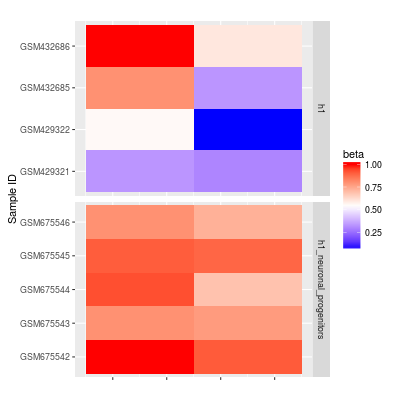 GSM432686
GSM432685
GSM429322
GSM429321
h1
GSM675546
GSM675545
GSM675544
GSM675543
GSM675542
h1_neuronal_progenitors
Sample ID
beta
1.00
0.75
0.50
0.25